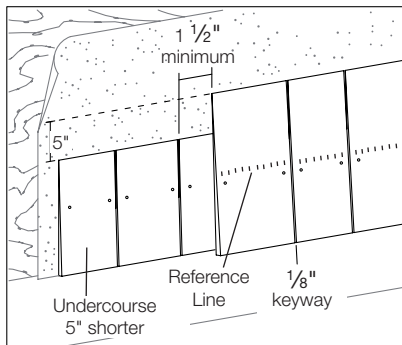 1 ½"
minimum
5"
Reference
Line
⅛"
keyway
Undercourse
5" shorter